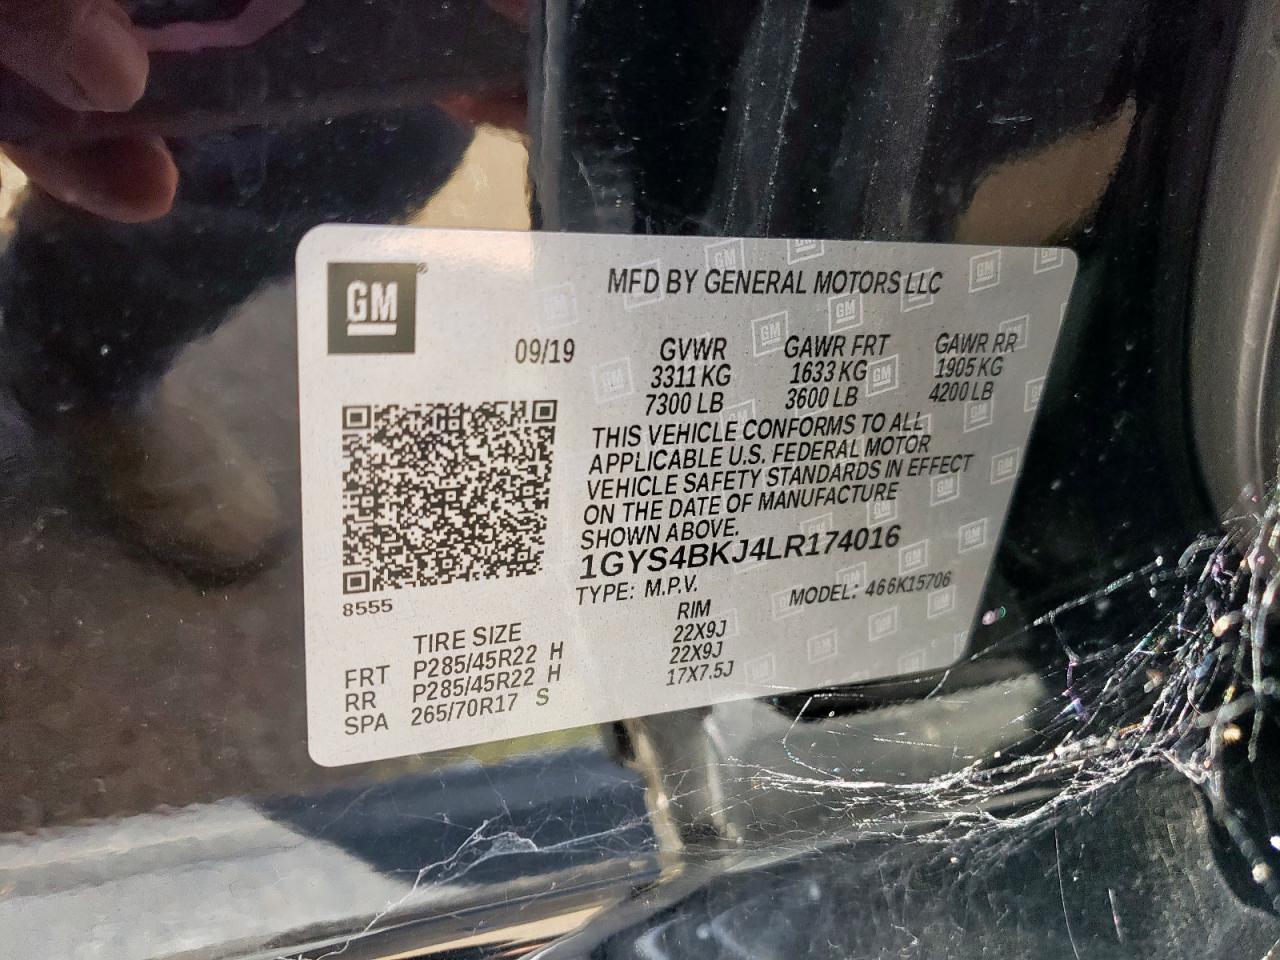 GM
MFD BY GENERAL MOTORS LLC
09/19
GVWR GAWR FRT GAWR RR
3311 KG 1633 KG 1905 KG
7300 LB 3600 LB 4200 LB
THIS VEHICLE CONFORMS TO ALL
APPLICABLE U.S. FEDERAL MOTOR
VEHICLE SAFETY STANDARDS IN EFFECT
ON THE DATE OF MANUFACTURE
SHOWN ABOVE.
1GYS4BKJ4LR174016
TYPE: M.P.V. MODEL: 466K15706
8555
TIRE SIZE RIM
FRT P285/45R22 H 22X9J
RR P285/45R22 H 22X9J
SPA 265/70R17 S 17X7.5J